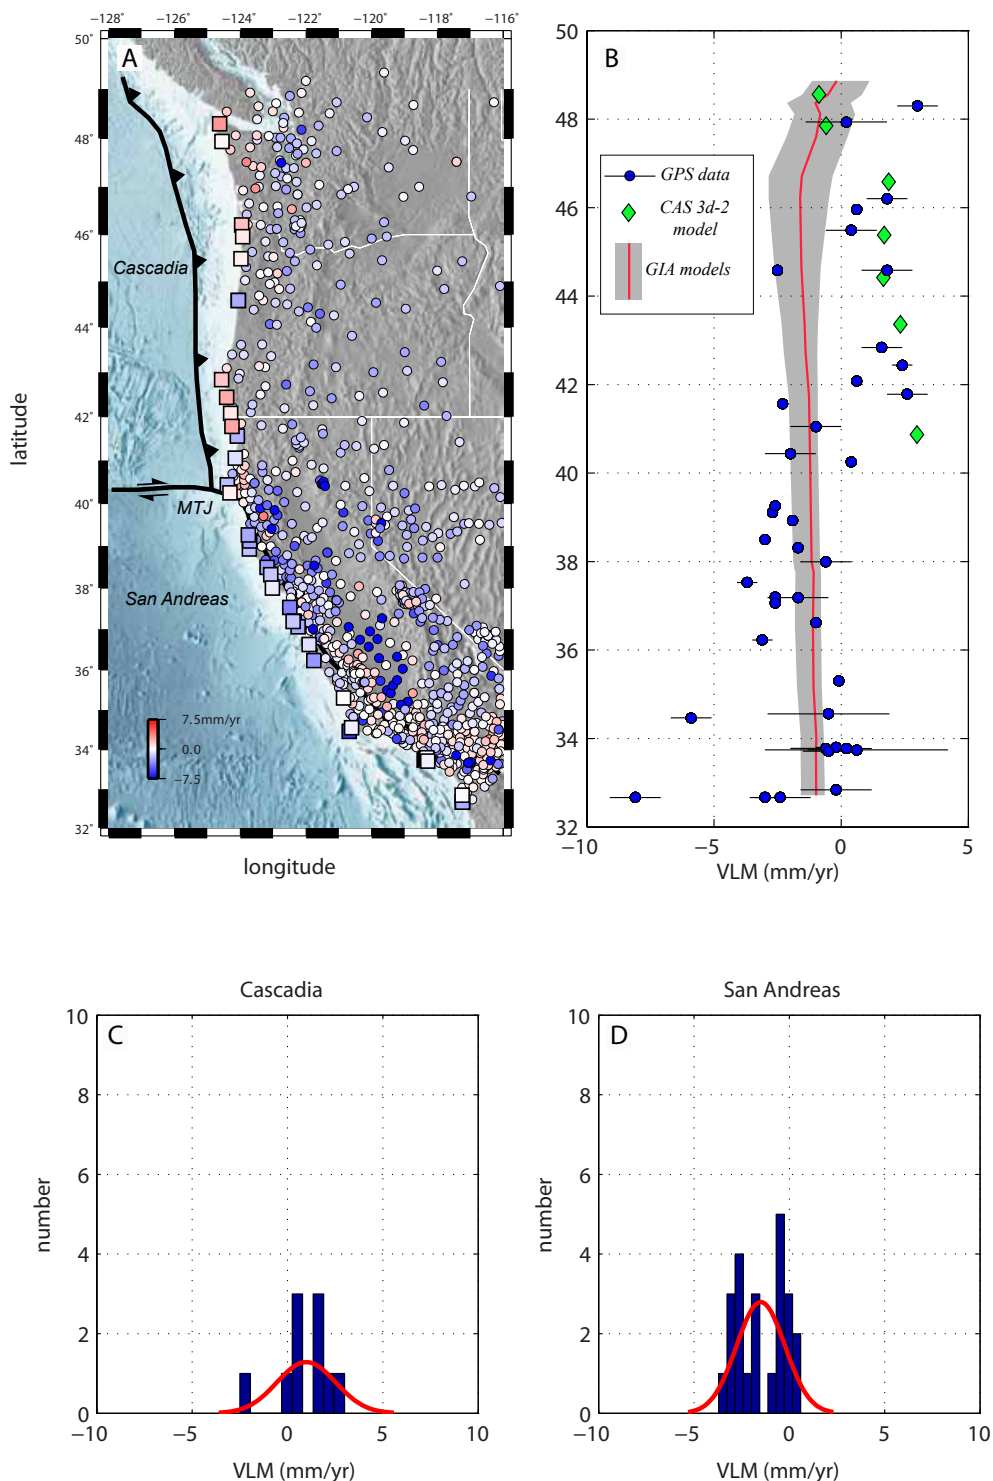 −128˚ −126˚ −124˚ −122˚ −120˚ −118˚ −116˚
A
50˚
48˚
46˚
44˚
42˚
40˚
38˚
36˚
34˚
32˚
latitude
longitude
Cascadia
MTJ
San Andreas
7.5mm/yr
0.0
−7.5
B
50
48
46
44
42
40
38
36
34
32
GPS data
CAS 3d-2
model
GIA models
−10 −5 0 5
VLM (mm/yr)
Cascadia
C
10
8
6
4
2
0
number
−10 −5 0 5 10
VLM (mm/yr)
San Andreas
D
10
8
6
4
2
0
number
−10 −5 0 5 10
VLM (mm/yr)